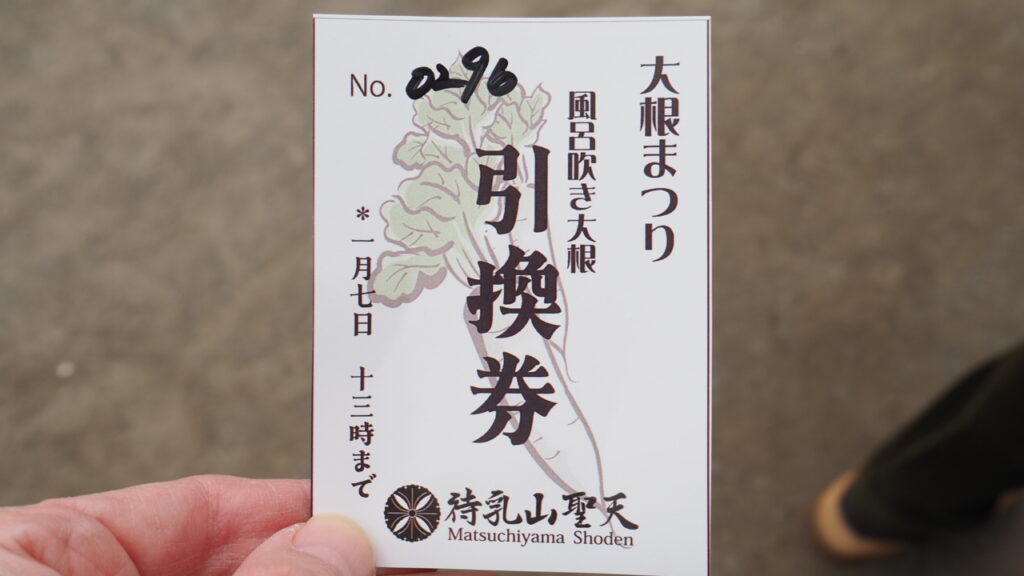 No. 0296
大根まつり
風呂吹き大根
引換券
＊一月七日 十三時まで
待乳山聖天
Matsuchiyama Shoden